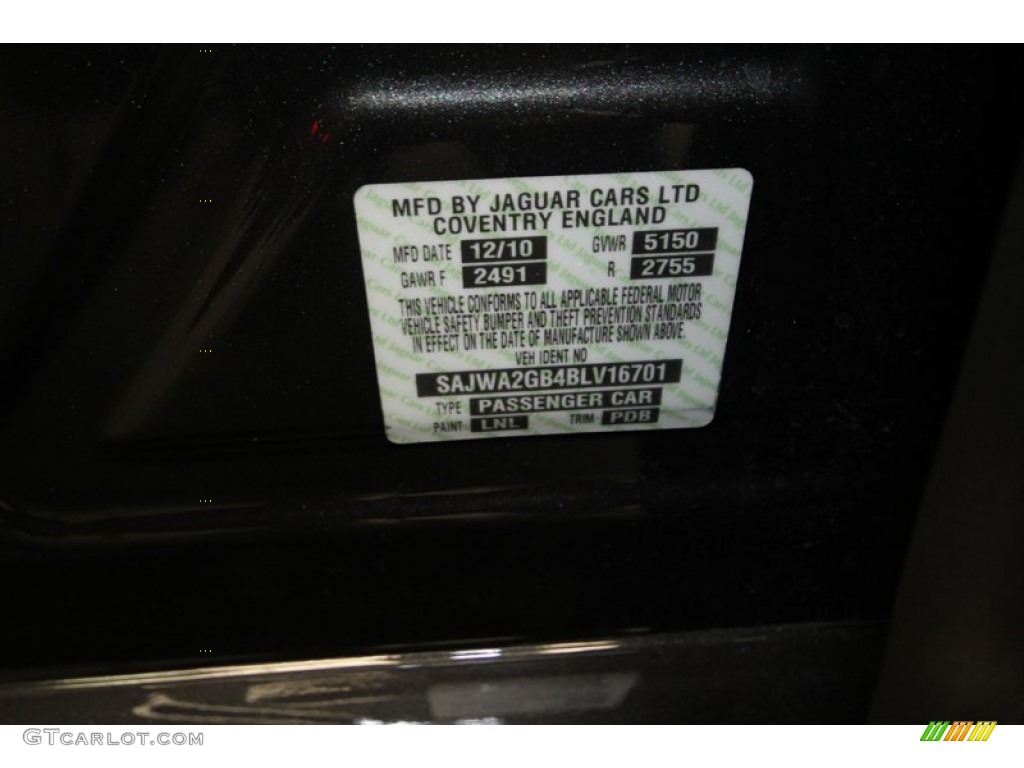 MFD BY JAGUAR CARS LTD
COVENTRY ENGLAND
MFD DATE 12/10 GVWR 5150
GAWR F 2491 R 2755
THIS VEHICLE CONFORMS TO ALL APPLICABLE FEDERAL MOTOR
VEHICLE SAFETY BUMPER AND THEFT PREVENTION STANDARDS
IN EFFECT ON THE DATE OF MANUFACTURE SHOWN ABOVE.
VEH IDENT NO
SAJWA2GB4BLV16701
TYPE PASSENGER CAR
PAINT LNL TRIM PDB
GTCARLOT.COM